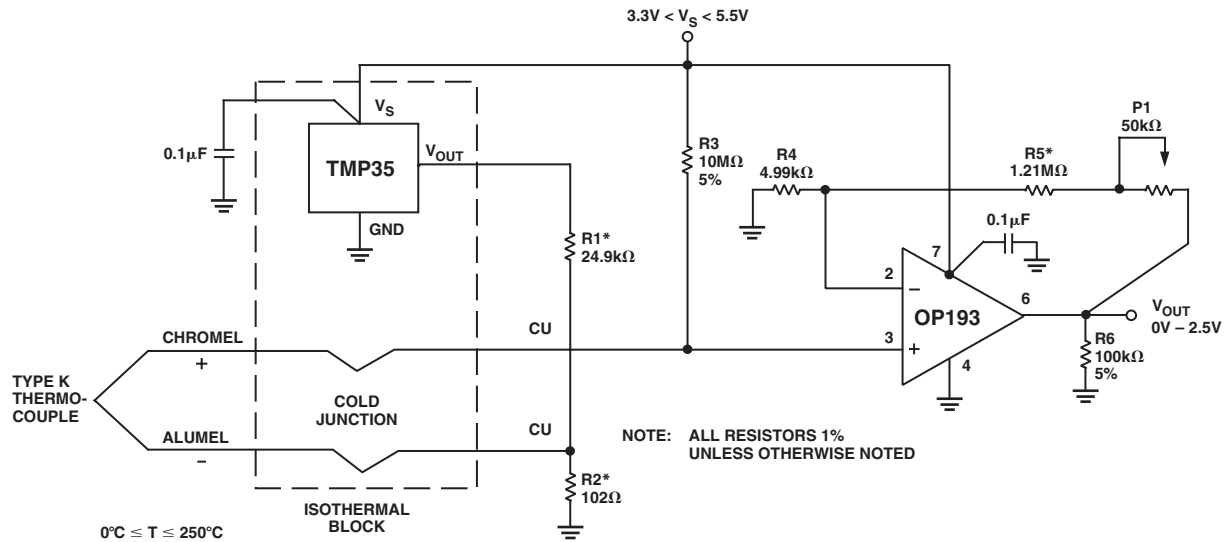 3.3V < VS < 5.5V
VS
0.1μF
TMP35
VOUT
GND
R1*
24.9kΩ
R3
10MΩ
5%
R4
4.99kΩ
R5*
1.21MΩ
P1
50kΩ
0.1μF
7
2
−
OP193
6
3
+
4
VOUT
0V – 2.5V
R6
100kΩ
5%
CHROMEL
+
CU
TYPE K
THERMO-
COUPLE
COLD
JUNCTION
ALUMEL
−
CU
NOTE: ALL RESISTORS 1%
UNLESS OTHERWISE NOTED
R2*
102Ω
ISOTHERMAL
BLOCK
0°C ≤ T ≤ 250°C